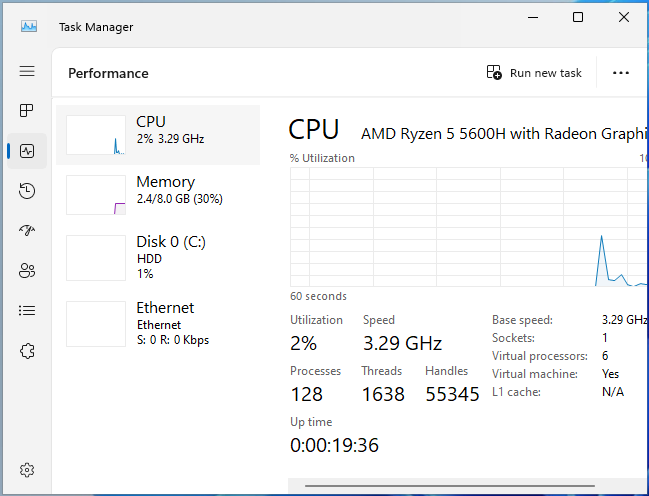 Task Manager
Performance
Run new task
CPU
2% 3.29 GHz
Memory
2.4/8.0 GB (30%)
Disk 0 (C:)
HDD
1%
Ethernet
Ethernet
S: 0 R: 0 Kbps
CPU AMD Ryzen 5 5600H with Radeon Graphi
% Utilization 10
60 seconds
Utilization Speed
2% 3.29 GHz
Processes Threads Handles
128 1638 55345
Up time
0:00:19:36
Base speed: 3.29 GHz
Sockets: 1
Virtual processors: 6
Virtual machine: Yes
L1 cache: N/A